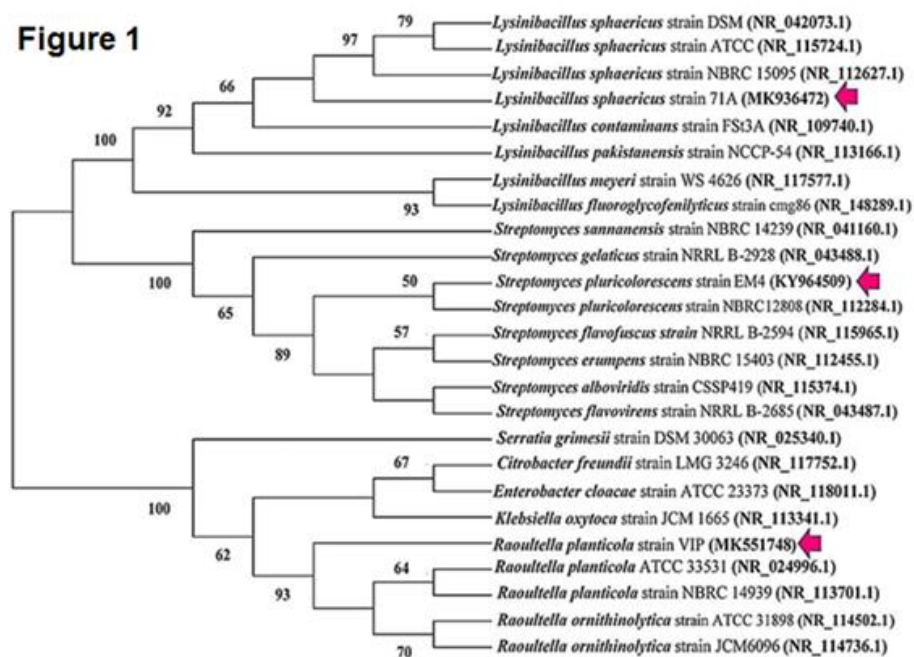 Figure 1
79
Lysinibacillus sphaericus strain DSM (NR_042073.1)
Lysinibacillus sphaericus strain ATCC (NR_115724.1)
97
Lysinibacillus sphaericus strain NBRC 15095 (NR_112627.1)
66
Lysinibacillus sphaericus strain 71A (MK936472)
92
Lysinibacillus contaminans strain FSt3A (NR_109740.1)
100
Lysinibacillus pakistanensis strain NCCP-54 (NR_113166.1)
Lysinibacillus meyeri strain WS 4626 (NR_117577.1)
93
Lysinibacillus fluoroglycofenilyticus strain cmg86 (NR_148289.1)
Streptomyces sannanensis strain NBRC 14239 (NR_041160.1)
100
Streptomyces gelaticus strain NRRL B-2928 (NR_043488.1)
50
Streptomyces pluricolorescens strain EM4 (KY964509)
65
Streptomyces pluricolorescens strain NBRC12808 (NR_112284.1)
57
Streptomyces flavofuscus strain NRRL B-2594 (NR_115965.1)
89
Streptomyces erumpens strain NBRC 15403 (NR_112455.1)
Streptomyces alboviridis strain CSSP419 (NR_115374.1)
Streptomyces flavovirens strain NRRL B-2685 (NR_043487.1)
Serratia grimesii strain DSM 30063 (NR_025340.1)
67
Citrobacter freundii strain LMG 3246 (NR_117752.1)
Enterobacter cloacae strain ATCC 23373 (NR_118011.1)
100
Klebsiella oxytoca strain JCM 1665 (NR_113341.1)
62
Raoultella planticola strain VIP (MK551748)
64
Raoultella planticola ATCC 33531 (NR_024996.1)
93
Raoultella planticola strain NBRC 14939 (NR_113701.1)
Raoultella ornithinolytica strain ATCC 31898 (NR_114502.1)
70
Raoultella ornithinolytica strain JCM6096 (NR_114736.1)